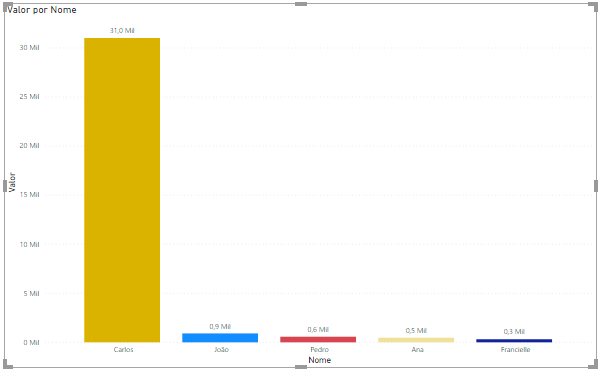 Valor por Nome
31,0 Mil
30 Mil
25 Mil
20 Mil
Valor
15 Mil
10 Mil
5 Mil
0,9 Mil
0,6 Mil
0,5 Mil
0,3 Mil
0 Mil
Carlos João Pedro Ana Francielle
Nome